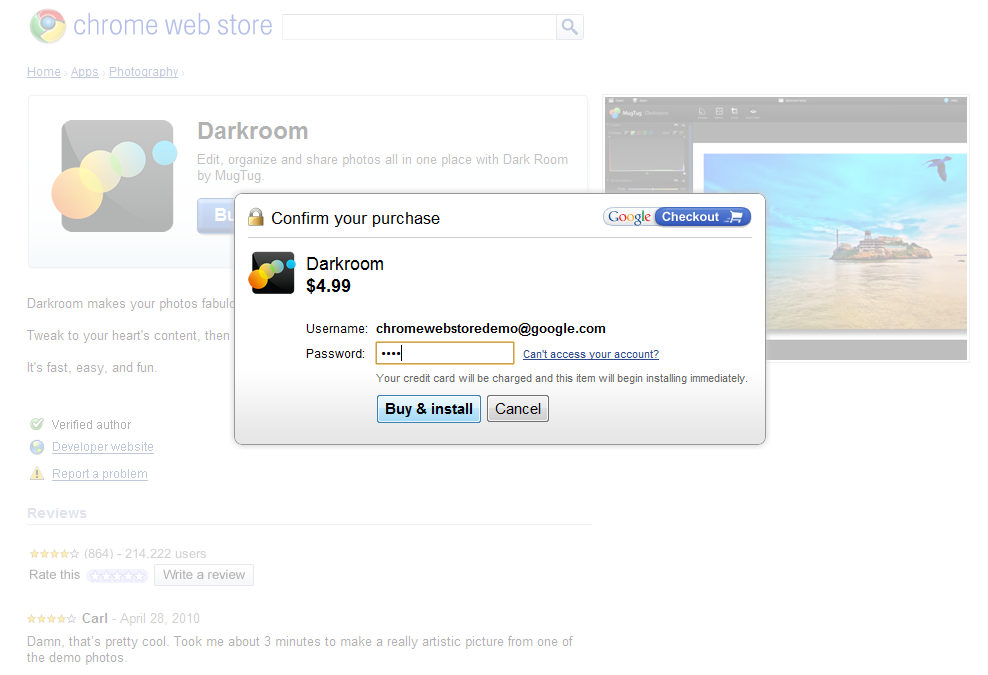 chrome web store
Home › Apps › Photography ›
Darkroom
Edit, organize and share photos all in one place with Dark Room
by MugTug.
Bu
MugTug Darkroom
Confirm your purchase
Google Checkout
Darkroom
$4.99
Username: chromewebstoredemo@google.com
Password: •••• Can't access your account?
Your credit card will be charged and this item will begin installing immediately.
Buy & install Cancel
Darkroom makes your photos fabulo
Tweak to your heart's content, then
It's fast, easy, and fun.
Verified author
Developer website
Report a problem
Reviews
(864) - 214,222 users
Rate this Write a review
Carl - April 28, 2010
Damn, that's pretty cool. Took me about 3 minutes to make a really artistic picture from one of
the demo photos.